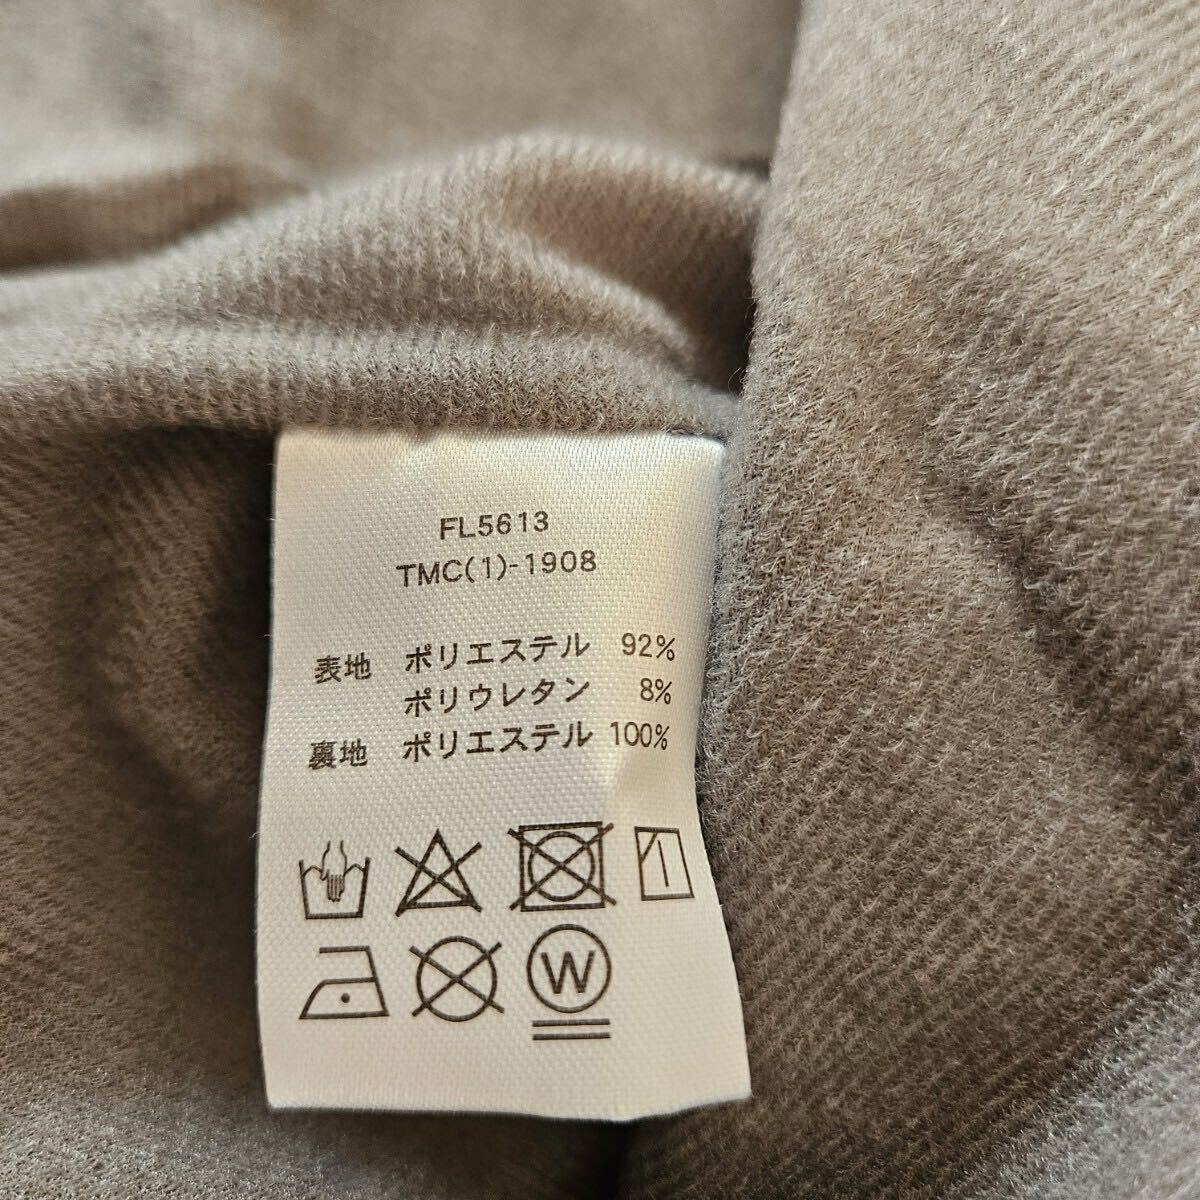 FL5613
TMC(1)-1908
表地 ポリエステル 92%
ポリウレタン 8%
裏地 ポリエステル 100%
W